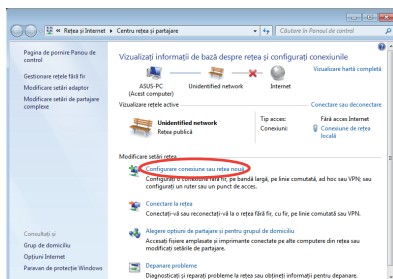 « Rețea și Internet ▸ Centru rețea și partajare
Căutare în Panoul de control
Pagina de pornire Panou de control
Gestionare rețele fără fir
Modificare setări adaptor
Modificare setări de partajare complexe
Consultați și
Grup de domiciliu
Opțiuni Internet
Paravan de protecție Windows
Vizualizați informații de bază despre rețea și configurați conexiunile
Vizualizare hartă completă
ASUS-PC Unidentified network Internet
(Acest computer)
Vizualizare rețele active
Conectare sau deconectare
Unidentified network
Rețea publică
Tip acces: Fără acces Internet
Conexiuni: Conexiune de rețea locală
Modificare setări rețea
Configurare conexiune sau rețea nouă
Configurați o conexiune fără fir, pe bandă largă, pe linie comutată, ad hoc sau VPN; sau
configurați un ruter sau un punct de acces.
Conectare la rețea
Conectați-vă sau reconectați-vă la o rețea fără fir, cu fir, pe linie comutată sau VPN.
Alegere opțiuni de partajare și pentru grupul de domiciliu
Accesați fișiere amplasate și imprimante conectate pe alte computere din rețea sau
modificați setările de partajare.
Depanare probleme
Diagnosticați și reparați probleme la rețea sau obțineți informații pentru depanare.